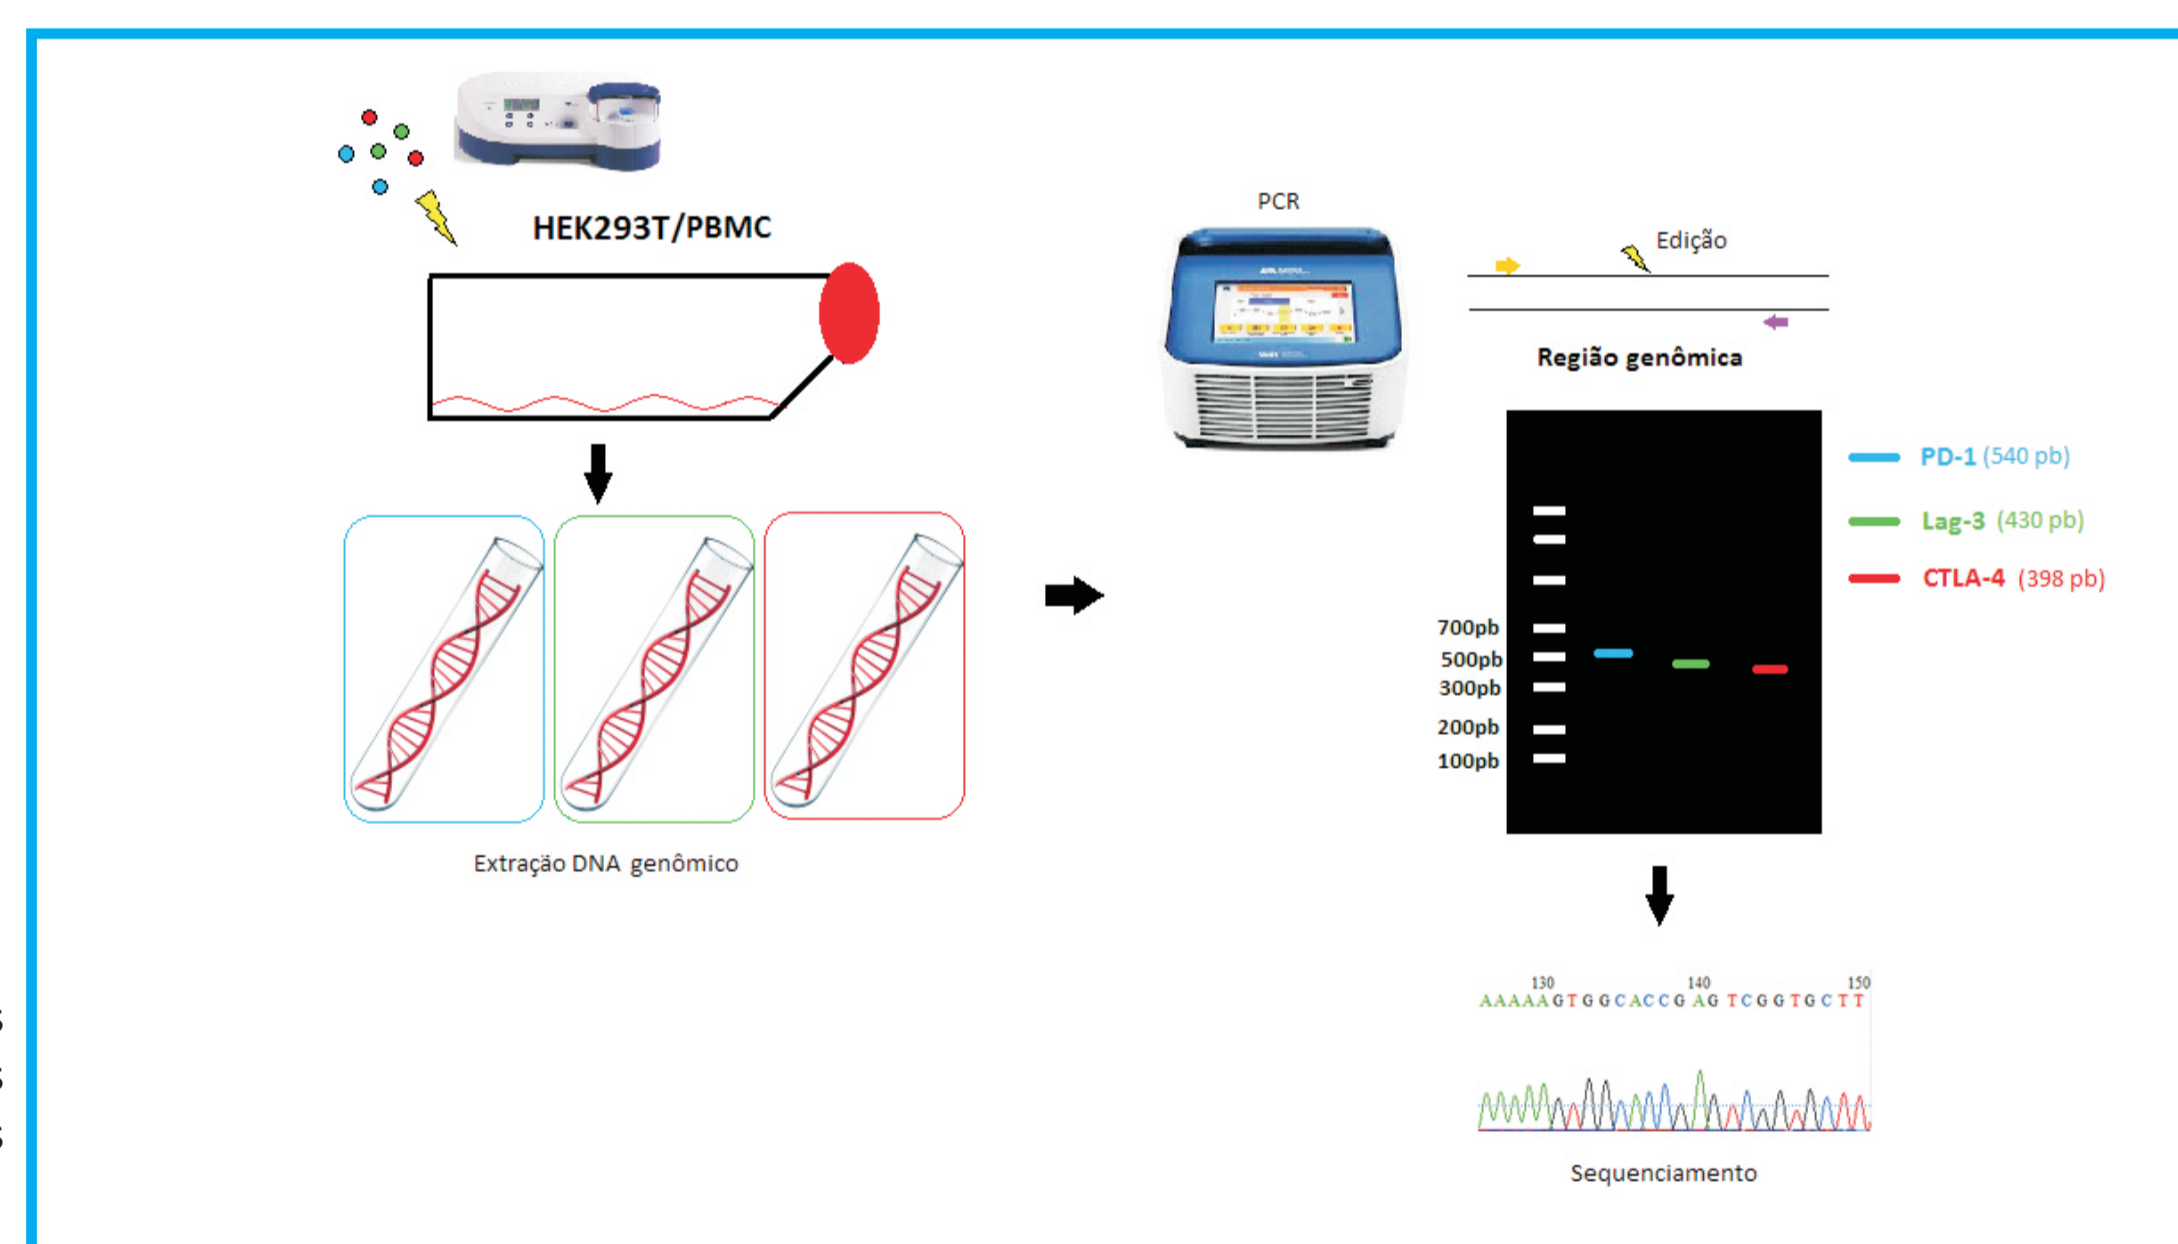 HEK293T/PBMC
Extração DNA genômico
PCR
Edição
Região genômica
PD-1 (540 pb)
Lag-3 (430 pb)
CTLA-4 (398 pb)
700pb
500pb
300pb
200pb
100pb
130 140 150
AAAAAGTGGCACCGAGTCGGTGCTT
Sequenciamento
s
s
s